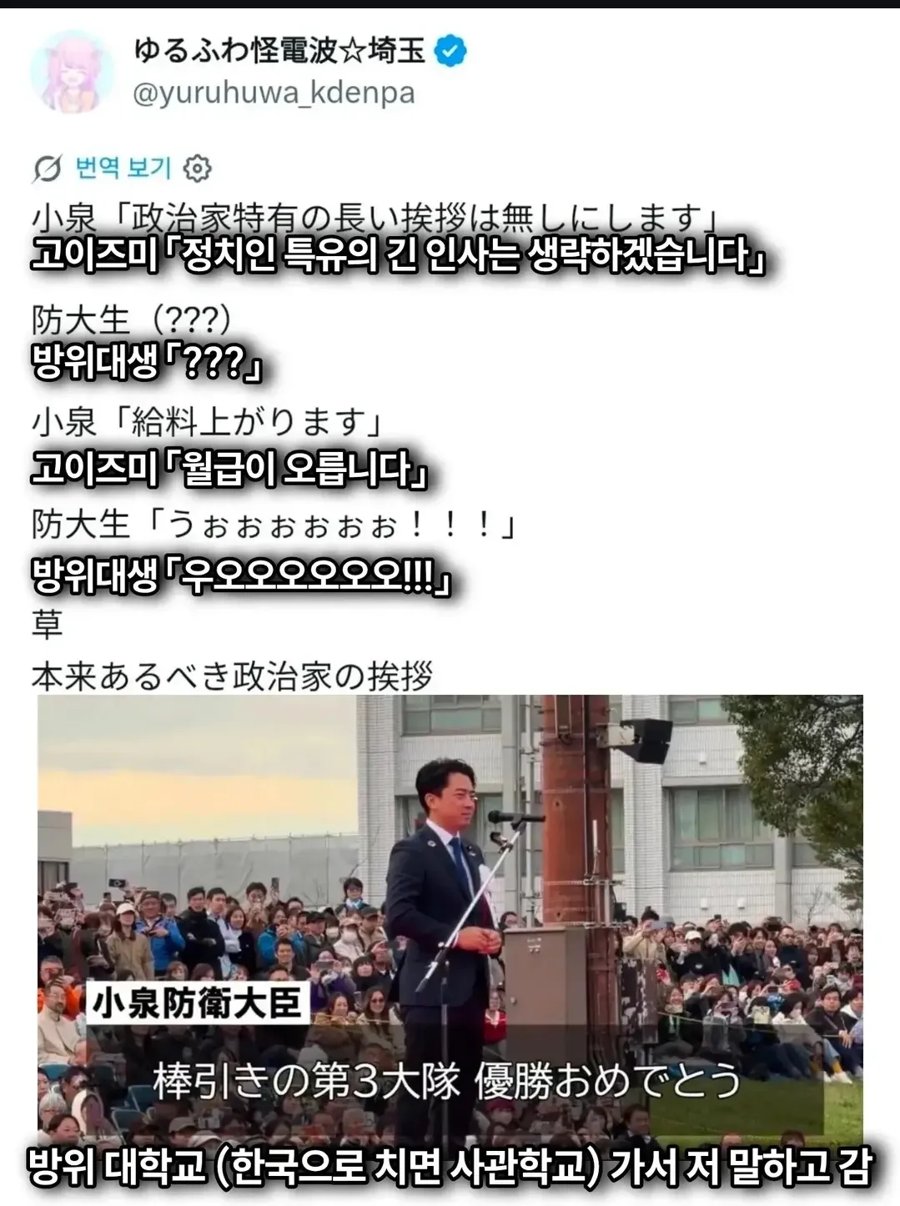 ゆるふわ怪電波☆埼玉
@yuruhuwa_kdenpa
번역 보기
小泉「政治家特有の長い挨拶は無しにします」
고이즈미「정치인 특유의 긴 인사는 생략하겠습니다」
防大生（???）
방위대생「???」
小泉「給料上がります」
고이즈미「월급이 오릅니다」
防大生「うぉぉぉぉぉぉ！！！」
방위대생「우오오오오오오!!!」
草
本来あるべき政治家の挨拶
小泉防衛大臣
棒引きの第3大隊 優勝おめでとう
방위 대학교 (한국으로 치면 사관학교) 가서 저 말하고 감